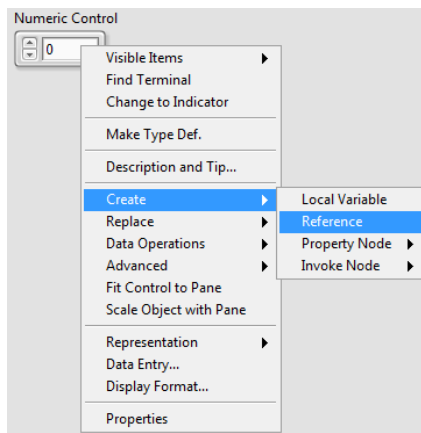 Numeric Control
0
Visible Items
Find Terminal
Change to Indicator
Make Type Def.
Description and Tip...
Create
Replace
Data Operations
Advanced
Fit Control to Pane
Scale Object with Pane
Representation
Data Entry...
Display Format...
Properties
Local Variable
Reference
Property Node
Invoke Node